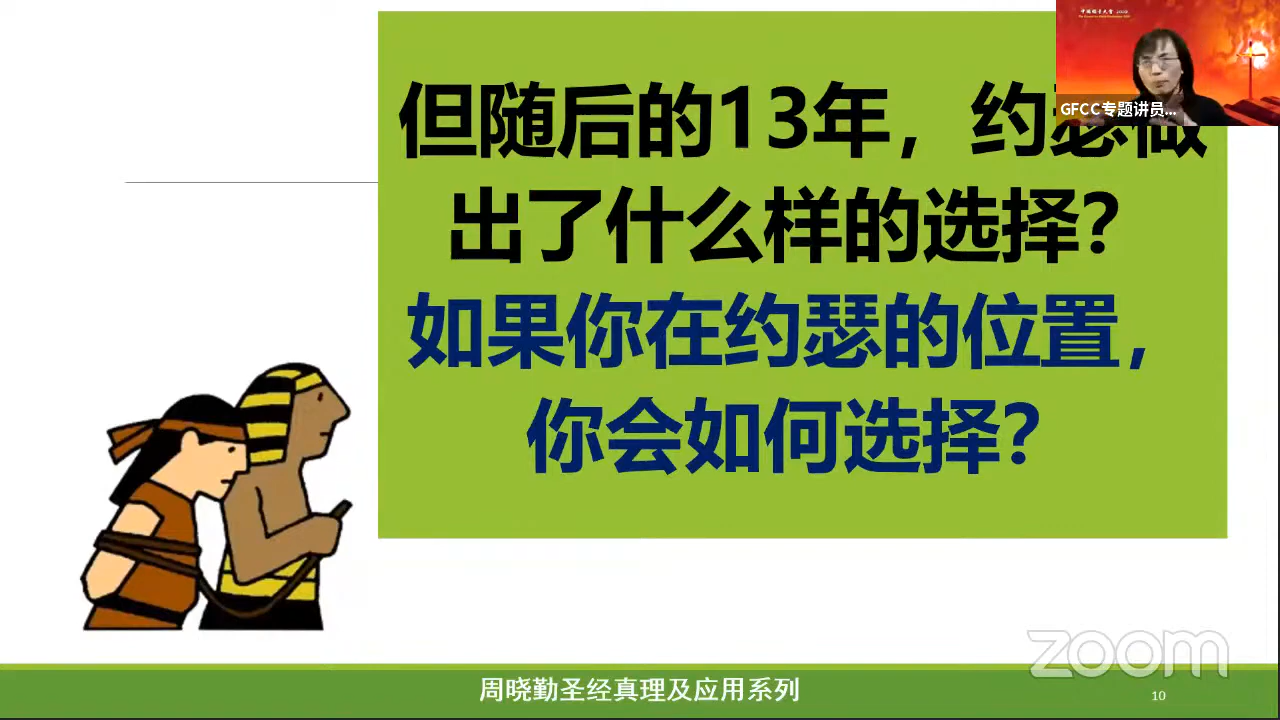 但随后的13年，约瑟做
出了什么样的选择？
如果你在约瑟的位置，
你会如何选择？
GFCC专题讲员...
zoom
周晓勤圣经真理及应用系列
10